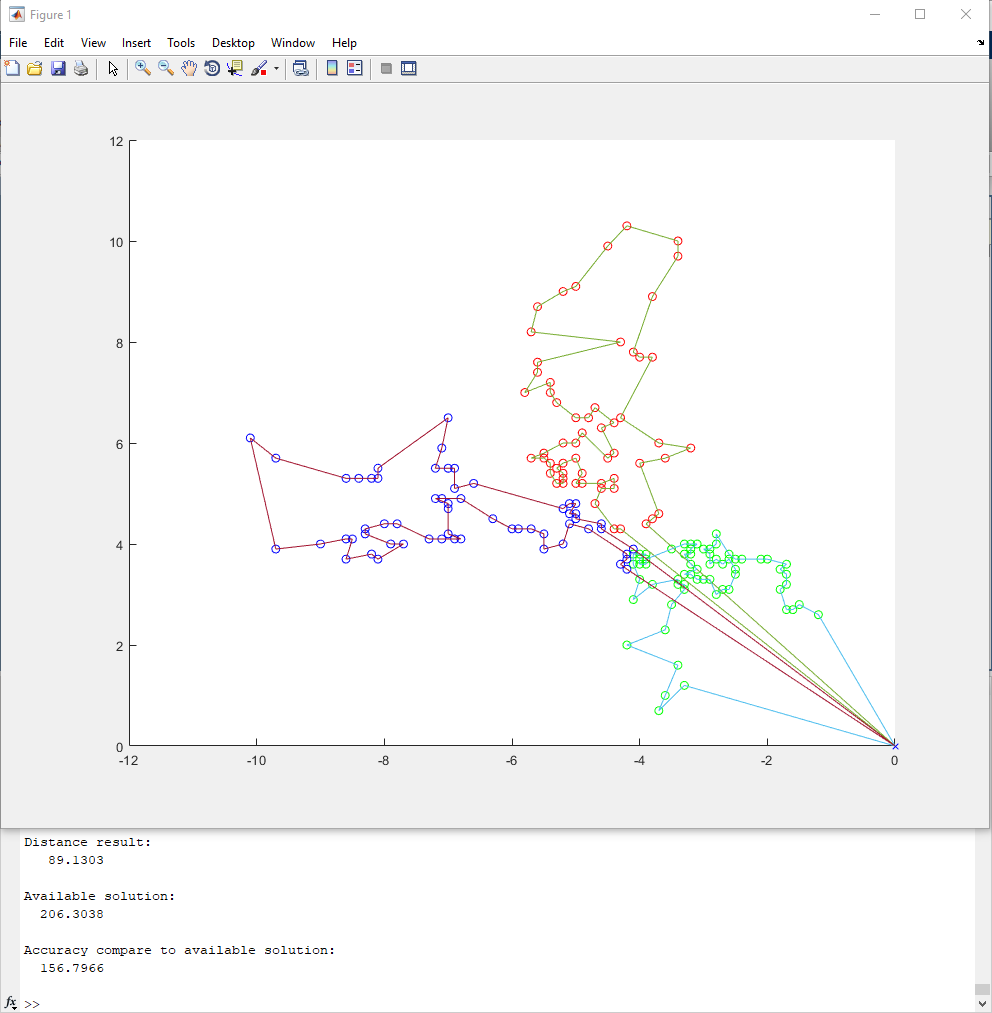 Figure 1
File Edit View Insert Tools Desktop Window Help
12
10
8
6
4
2
0
-12 -10 -8 -6 -4 -2 0
Distance result:
89.1303
Available solution:
206.3038
Accuracy compare to available solution:
156.7966
fx >>